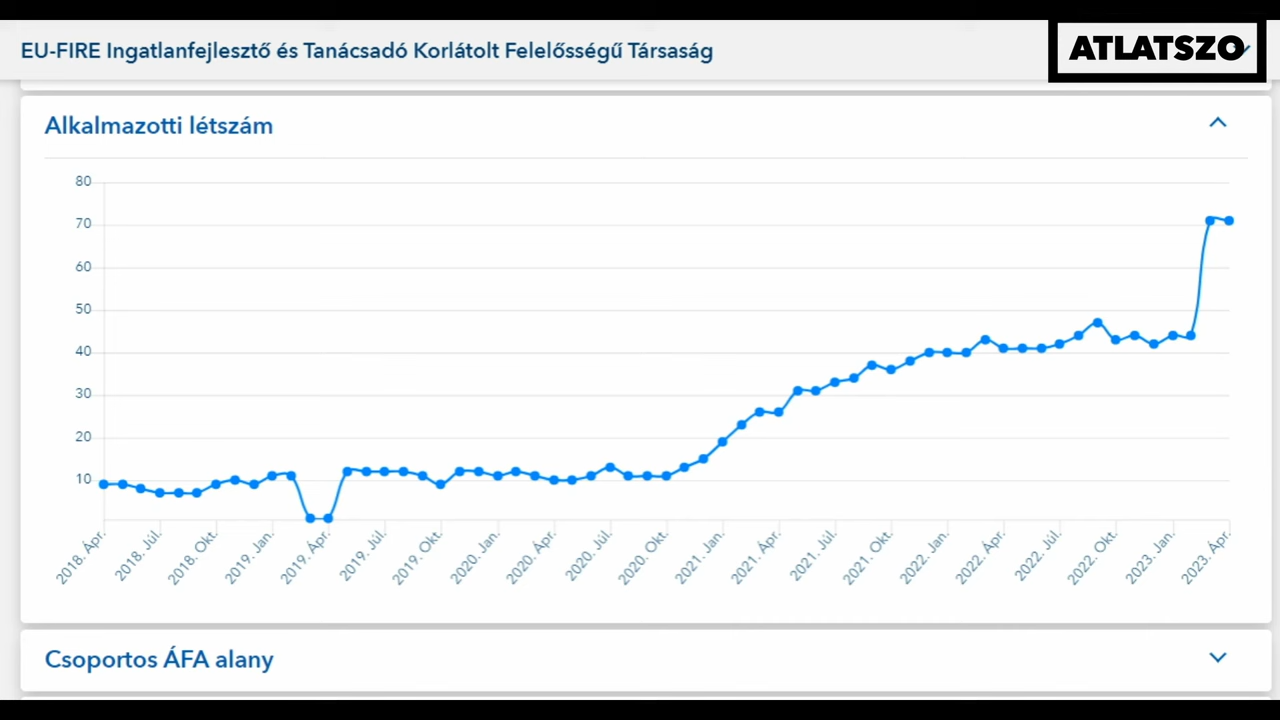 EU-FIRE Ingatlanfejlesztő és Tanácsadó Korlátolt Felelősségű Társaság
ATLATSZO
Alkalmazotti létszám
80
70
60
50
40
30
20
10
2018. Ápr.
2018. Júl.
2018. Okt.
2019. Jan.
2019. Ápr.
2019. Júl.
2019. Okt.
2020. Jan.
2020. Ápr.
2020. Júl.
2020. Okt.
2021. Jan.
2021. Ápr.
2021. Júl.
2021. Okt.
2022. Jan.
2022. Ápr.
2022. Júl.
2022. Okt.
2023. Jan.
2023. Ápr.
Csoportos ÁFA alany